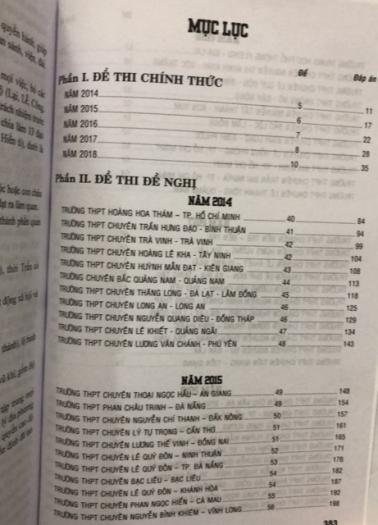 MỤC LỤC
Đề Đáp án
Phần I. ĐỀ THI CHÍNH THỨC
NĂM 2014 5 11
NĂM 2015 6 17
NĂM 2016 7 22
NĂM 2017 8 28
NĂM 2018 10 35
Phần II. ĐỀ THI ĐỀ NGHỊ
NĂM 2014
TRƯỜNG THPT HOÀNG HOA THÁM – TP. HỒ CHÍ MINH 40 84
TRƯỜNG THPT CHUYÊN TRẦN HƯNG ĐẠO - BÌNH THUẬN 41 94
TRƯỜNG THPT CHUYÊN TRÀ VINH - TRÀ VINH 42 99
TRƯỜNG THPT CHUYÊN HOÀNG LÊ KHA - TÂY NINH 42 104
TRƯỜNG THPT CHUYÊN HUỲNH MẪN ĐẠT - KIÊN GIANG 43 108
TRƯỜNG CHUYÊN BẮC QUẢNG NAM - QUẢNG NAM 44 113
TRƯỜNG THPT CHUYÊN THĂNG LONG - ĐÀ LẠT - LÂM ĐỒNG 45 118
TRƯỜNG THPT CHUYÊN LONG AN - LONG AN 46 125
TRƯỜNG THPT CHUYÊN NGUYỄN QUANG DIÊU - ĐỒNG THÁP 46 129
TRƯỜNG THPT CHUYÊN LÊ KHIẾT - QUẢNG NGÃI 47 134
TRƯỜNG THPT CHUYÊN LƯƠNG VĂN CHÁNH - PHÚ YÊN 48 143
NĂM 2015
TRƯỜNG THPT CHUYÊN THOẠI NGỌC HẦU – AN GIANG 49 148
TRƯỜNG THPT PHAN CHÂU TRINH - ĐÀ NẴNG 49 154
TRƯỜNG THPT CHUYÊN NGUYỄN CHÍ THANH - ĐẮK NÔNG 50 157
TRƯỜNG THPT CHUYÊN LÝ TỰ TRỌNG – CẦN THƠ 51 161
TRƯỜNG THPT CHUYÊN LƯƠNG THẾ VINH - ĐỒNG NAI 51 165
TRƯỜNG THPT CHUYÊN LÊ QUÝ ĐÔN - NINH THUẬN 52 171
TRƯỜNG THPT CHUYÊN LÊ QUÝ ĐÔN - TP. ĐÀ NẴNG 53 178
TRƯỜNG THPT CHUYÊN BẠC LIÊU - BẠC LIÊU 54 182
TRƯỜNG THPT CHUYÊN LÊ QUÝ ĐÔN - KHÁNH HÒA 54 187
TRƯỜNG THPT CHUYÊN PHAN NGỌC HIỂN - CÀ MAU 55 192
TRƯỜNG THPT CHUYÊN NGUYỄN BỈNH KHIÊM – VĨNH LONG 56 198
383